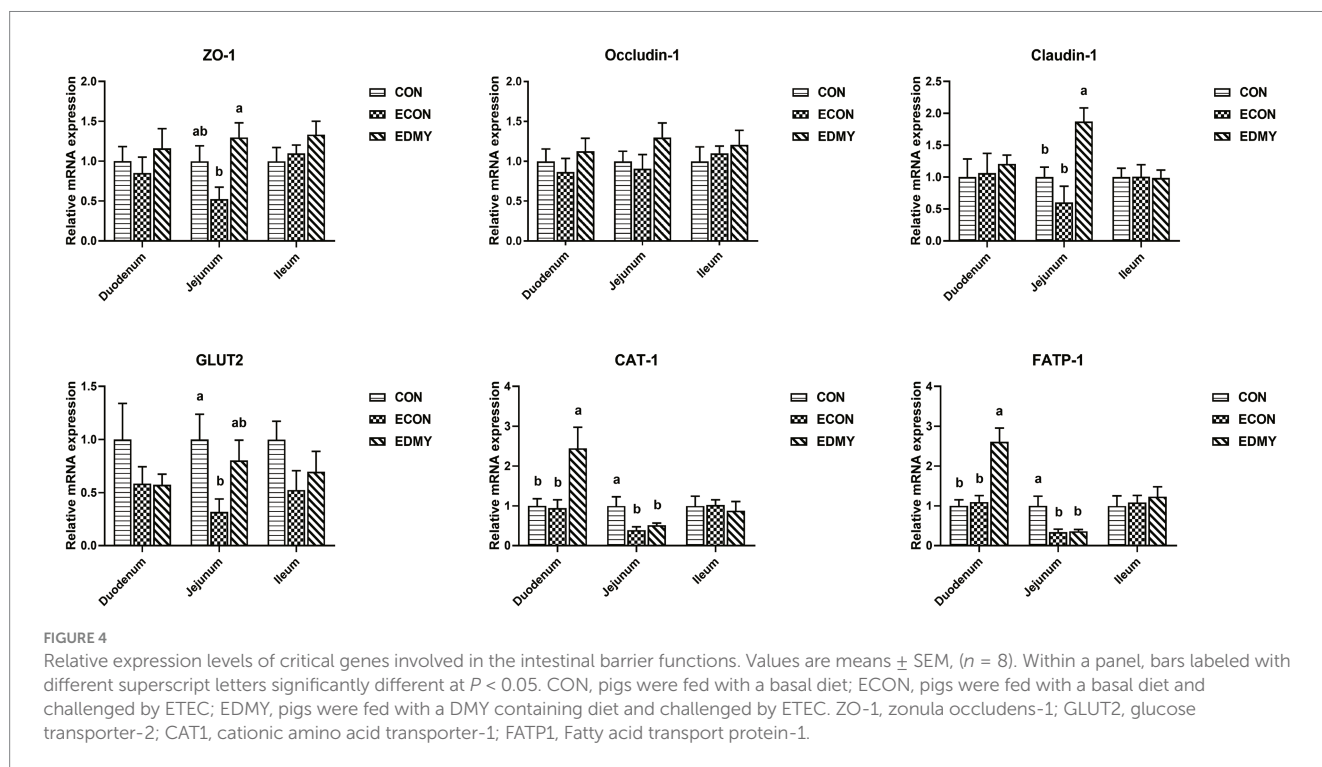 ZO-1
Relative mRNA expression
2.0
1.5
1.0
0.5
0.0
ab
b
a
Duodenum
Jejunum
Ileum
CON
ECON
EDMY
Occludin-1
Relative mRNA expression
2.0
1.5
1.0
0.5
0.0
Duodenum
Jejunum
Ileum
CON
ECON
EDMY
Claudin-1
Relative mRNA expression
2.5
2.0
1.5
1.0
0.5
0.0
b
b
a
Duodenum
Jejunum
Ileum
CON
ECON
EDMY
GLUT2
Relative mRNA expression
1.5
1.0
0.5
0.0
a
b
ab
Duodenum
Jejunum
Ileum
CON
ECON
EDMY
CAT-1
Relative mRNA expression
4
3
2
1
0
b
b
a
a
b
b
Duodenum
Jejunum
Ileum
CON
ECON
EDMY
FATP-1
Relative mRNA expression
4
3
2
1
0
b
b
a
a
b
b
Duodenum
Jejunum
Ileum
CON
ECON
EDMY
FIGURE 4
Relative expression levels of critical genes involved in the intestinal barrier functions. Values are means ± SEM, (n = 8). Within a panel, bars labeled with
different superscript letters significantly different at P < 0.05. CON, pigs were fed with a basal diet; ECON, pigs were fed with a basal diet and
challenged by ETEC; EDMY, pigs were fed with a DMY containing diet and challenged by ETEC. ZO-1, zonula occludens-1; GLUT2, glucose
transporter-2; CAT1, cationic amino acid transporter-1; FATP1, Fatty acid transport protein-1.